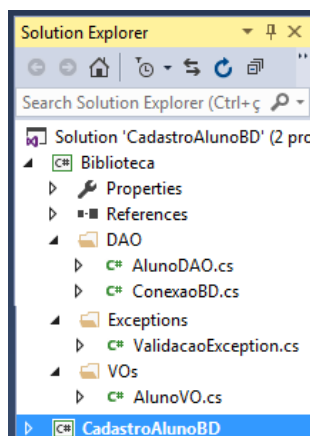 Solution Explorer
Search Solution Explorer (Ctrl+ç
Solution 'CadastroAlunoBD' (2 pro
C# Biblioteca
Properties
References
DAO
C# AlunoDAO.cs
C# ConexaoBD.cs
Exceptions
C# ValidacaoException.cs
VOs
C# AlunoVO.cs
C# CadastroAlunoBD